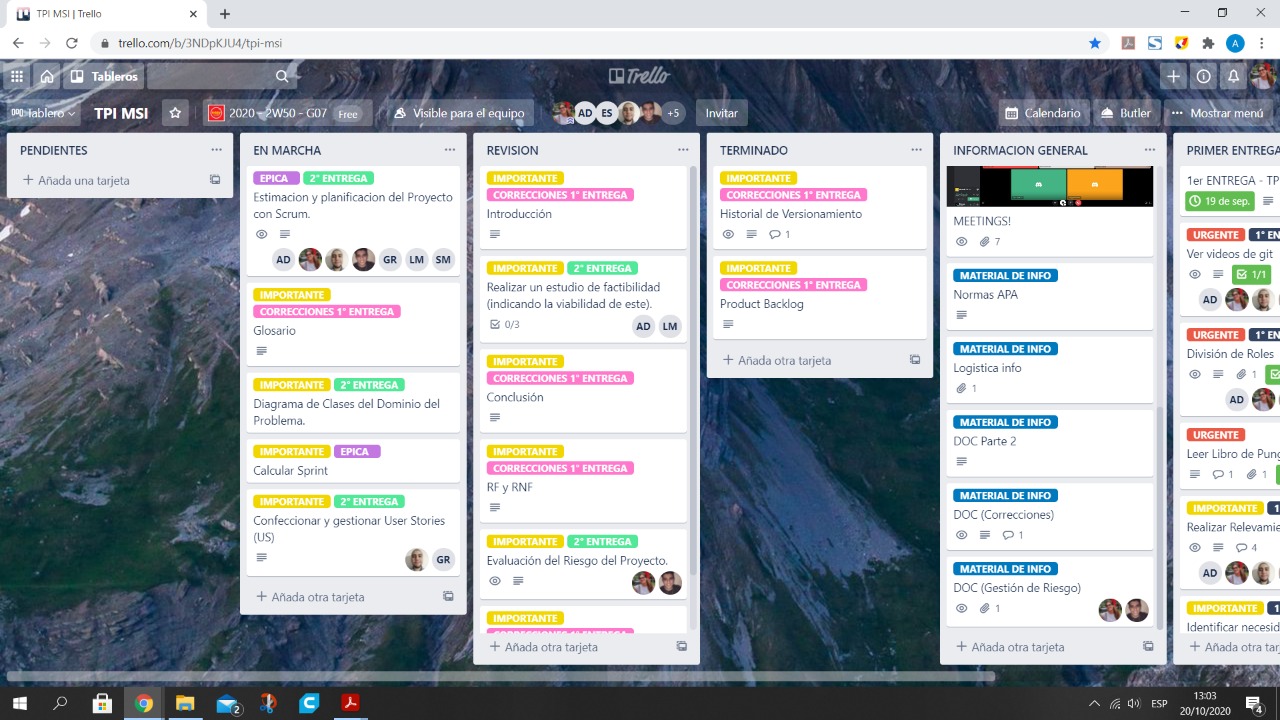 TPI MSI | Trello
trello.com/b/3NDpKJU4/tpi-msi
A
Tableros
Trello
Tablero
TPI MSI
2020 - 2W50 - G07
Free
Visible para el equipo
AD
ES
+5
Invitar
Calendario
Butler
Mostrar menú
PENDIENTES
Añada una tarjeta
EN MARCHA
EPICA 2° ENTREGA
Estimacion y planificacion del Proyecto
con Scrum.
AD GR LM SM
IMPORTANTE
CORRECCIONES 1° ENTREGA
Glosario
IMPORTANTE 2° ENTREGA
Diagrama de Clases del Dominio del
Problema.
IMPORTANTE EPICA
Calcular Sprint
IMPORTANTE 2° ENTREGA
Confeccionar y gestionar User Stories
(US)
GR
Añada otra tarjeta
REVISION
IMPORTANTE
CORRECCIONES 1° ENTREGA
Introducción
IMPORTANTE 2° ENTREGA
Realizar un estudio de factibilidad
(indicando la viabilidad de este).
0/3
AD LM
IMPORTANTE
CORRECCIONES 1° ENTREGA
Conclusión
IMPORTANTE
CORRECCIONES 1° ENTREGA
RF y RNF
IMPORTANTE 2° ENTREGA
Evaluación del Riesgo del Proyecto.
IMPORTANTE
CORRECCIONES 1° ENTREGA
Añada otra tarjeta
TERMINADO
IMPORTANTE
CORRECCIONES 1° ENTREGA
Historial de Versionamiento
1
IMPORTANTE
CORRECCIONES 1° ENTREGA
Product Backlog
Añada otra tarjeta
INFORMACION GENERAL
MEETINGS!
7
MATERIAL DE INFO
Normas APA
MATERIAL DE INFO
Logistica info
1
MATERIAL DE INFO
DOC Parte 2
MATERIAL DE INFO
DOC (Correcciones)
1
MATERIAL DE INFO
DOC (Gestión de Riesgo)
1
Añada otra tarjeta
PRIMER ENTREGA
1er ENTREGA - TP
19 de sep.
URGENTE 1° EN
Ver videos de git
1/1
AD
URGENTE 1° EN
División de Roles
1
AD
URGENTE
Leer Libro de Pung
1 1
IMPORTANTE 1
Realizar Relevamie
4
AD
IMPORTANTE 1
Identificar necesid
Añada otra tarj
2
ESP
13:03
20/10/2020
4